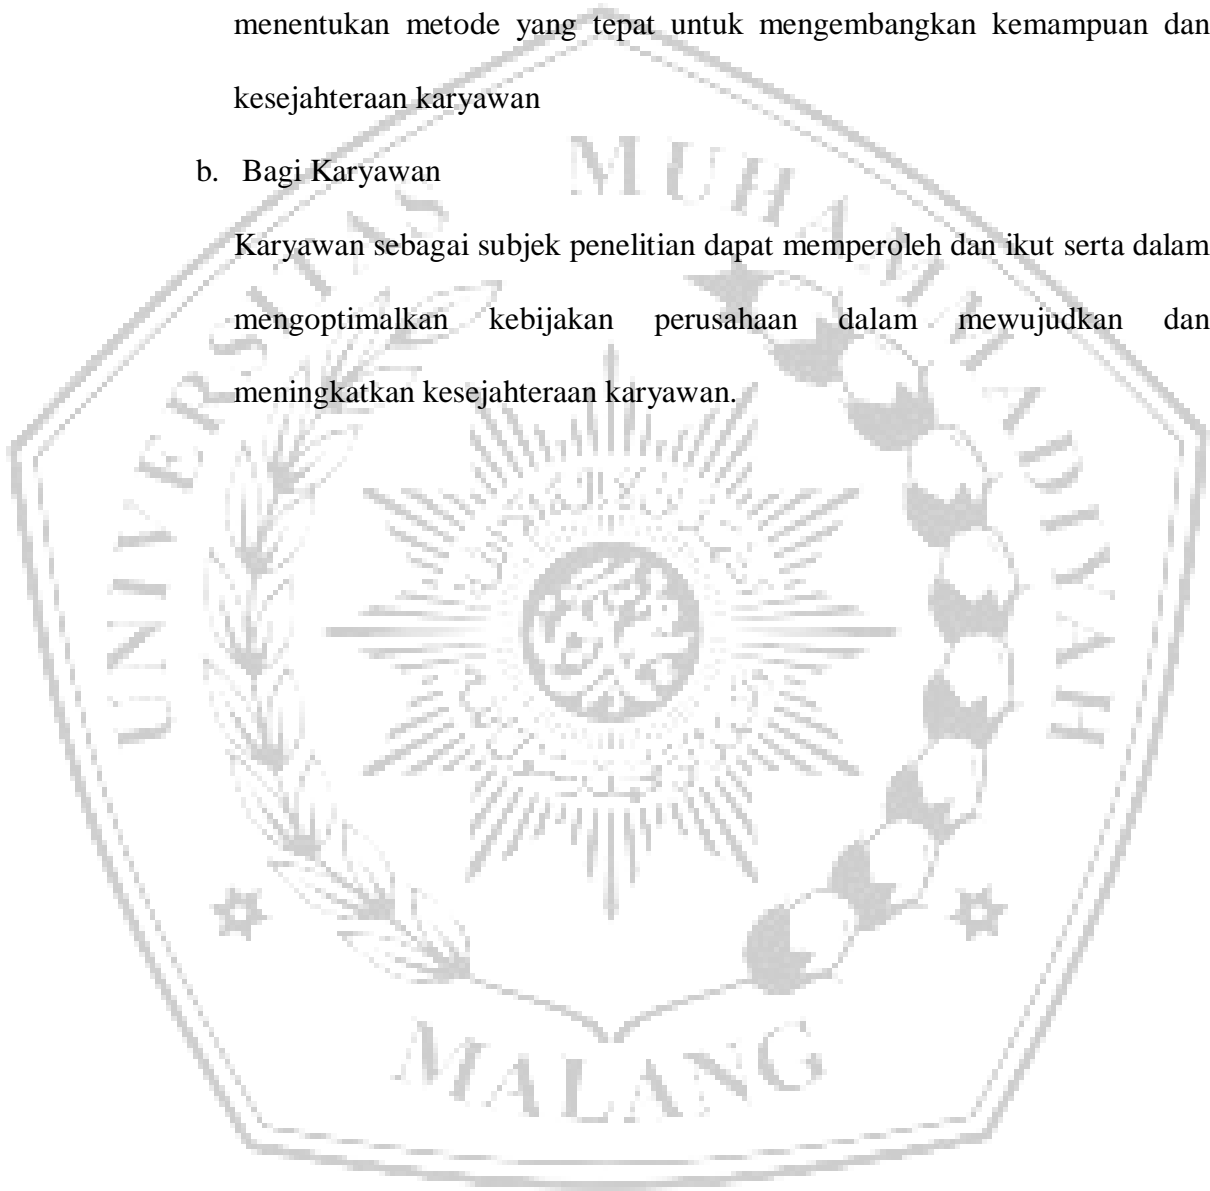 menentukan metode yang tepat untuk mengembangkan kemampuan dan
kesejahteraan karyawan
b. Bagi Karyawan
Karyawan sebagai subjek penelitian dapat memperoleh dan ikut serta dalam
mengoptimalkan kebijakan perusahaan dalam mewujudkan dan
meningkatkan kesejahteraan karyawan.
UNIVERSITAS MUHAMMADIYAH
MALANG